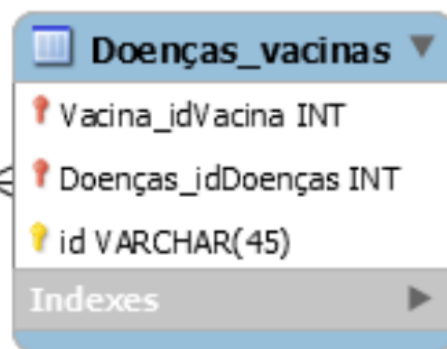 Doenças_vacinas
Vacina_idVacina INT
Doenças_idDoenças INT
id VARCHAR(45)
Indexes